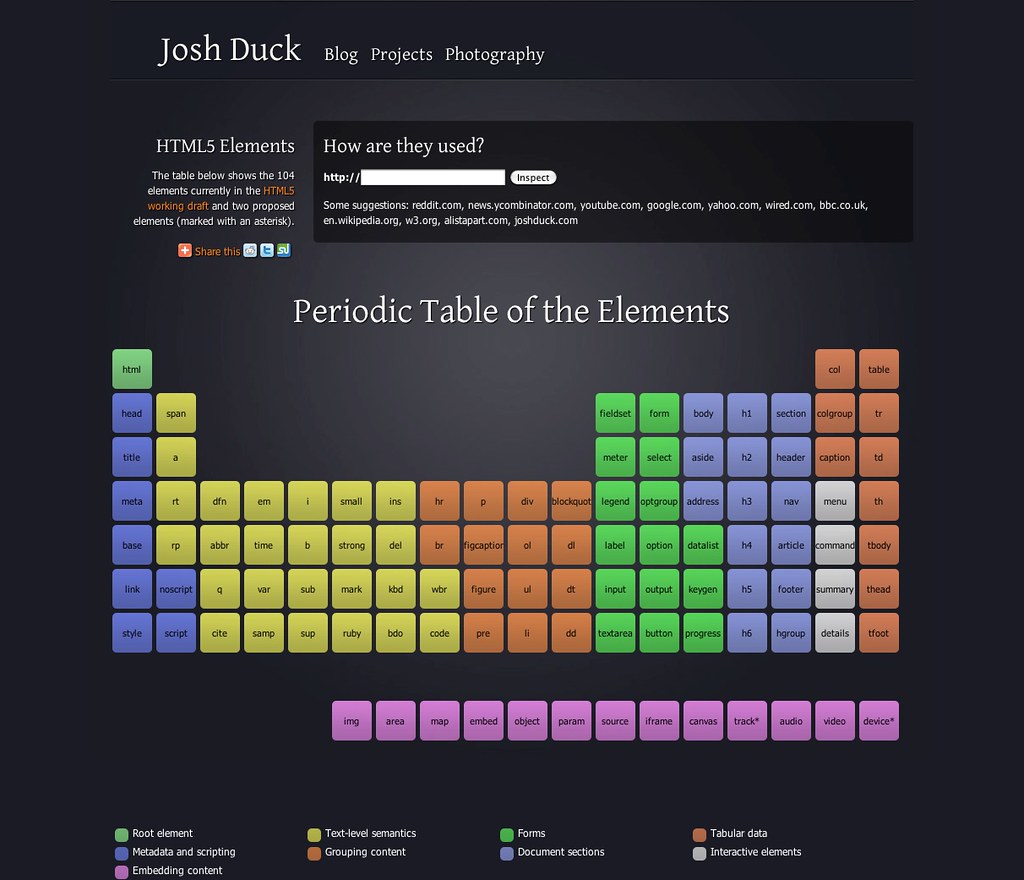 Josh Duck Blog Projects Photography
HTML5 Elements
The table below shows the 104
elements currently in the HTML5
working draft and two proposed
elements (marked with an asterisk).
Share this
How are they used?
http:// Inspect
Some suggestions: reddit.com, news.ycombinator.com, youtube.com, google.com, yahoo.com, wired.com, bbc.co.uk,
en.wikipedia.org, w3.org, alistapart.com, joshduck.com
Periodic Table of the Elements
html col table
head span fieldset form body h1 section colgroup tr
title a meter select aside h2 header caption td
meta rt dfn em i small ins hr p div blockquot legend optgroup address h3 nav menu th
base rp abbr time b strong del br figcaption ol dl label option datalist h4 article command tbody
link noscript q var sub mark kbd wbr figure ul dt input output keygen h5 footer summary thead
style script cite samp sup ruby bdo code pre li dd textarea button progress h6 hgroup details tfoot
img area map embed object param source iframe canvas track* audio video device*
Root element Text-level semantics Forms Tabular data
Metadata and scripting Grouping content Document sections Interactive elements
Embedding content